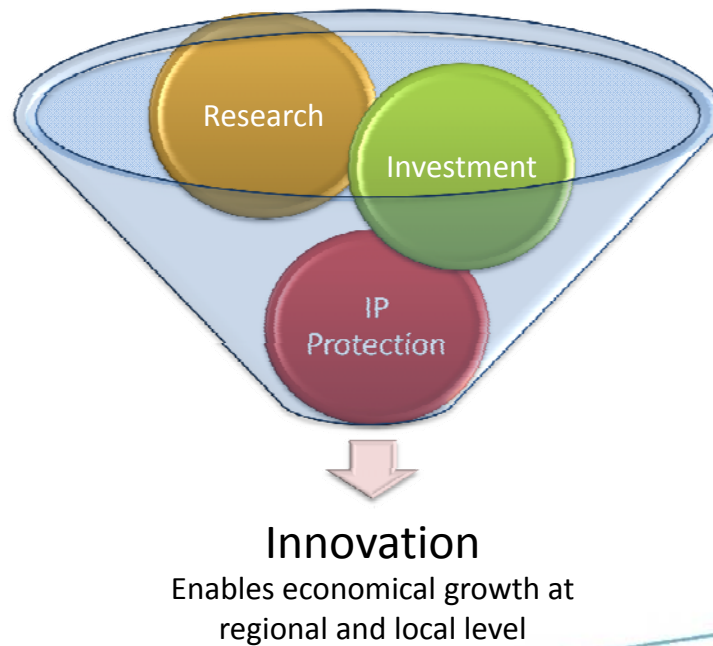 Research
Investment
IP
Protection
Innovation
Enables economical growth at
regional and local level